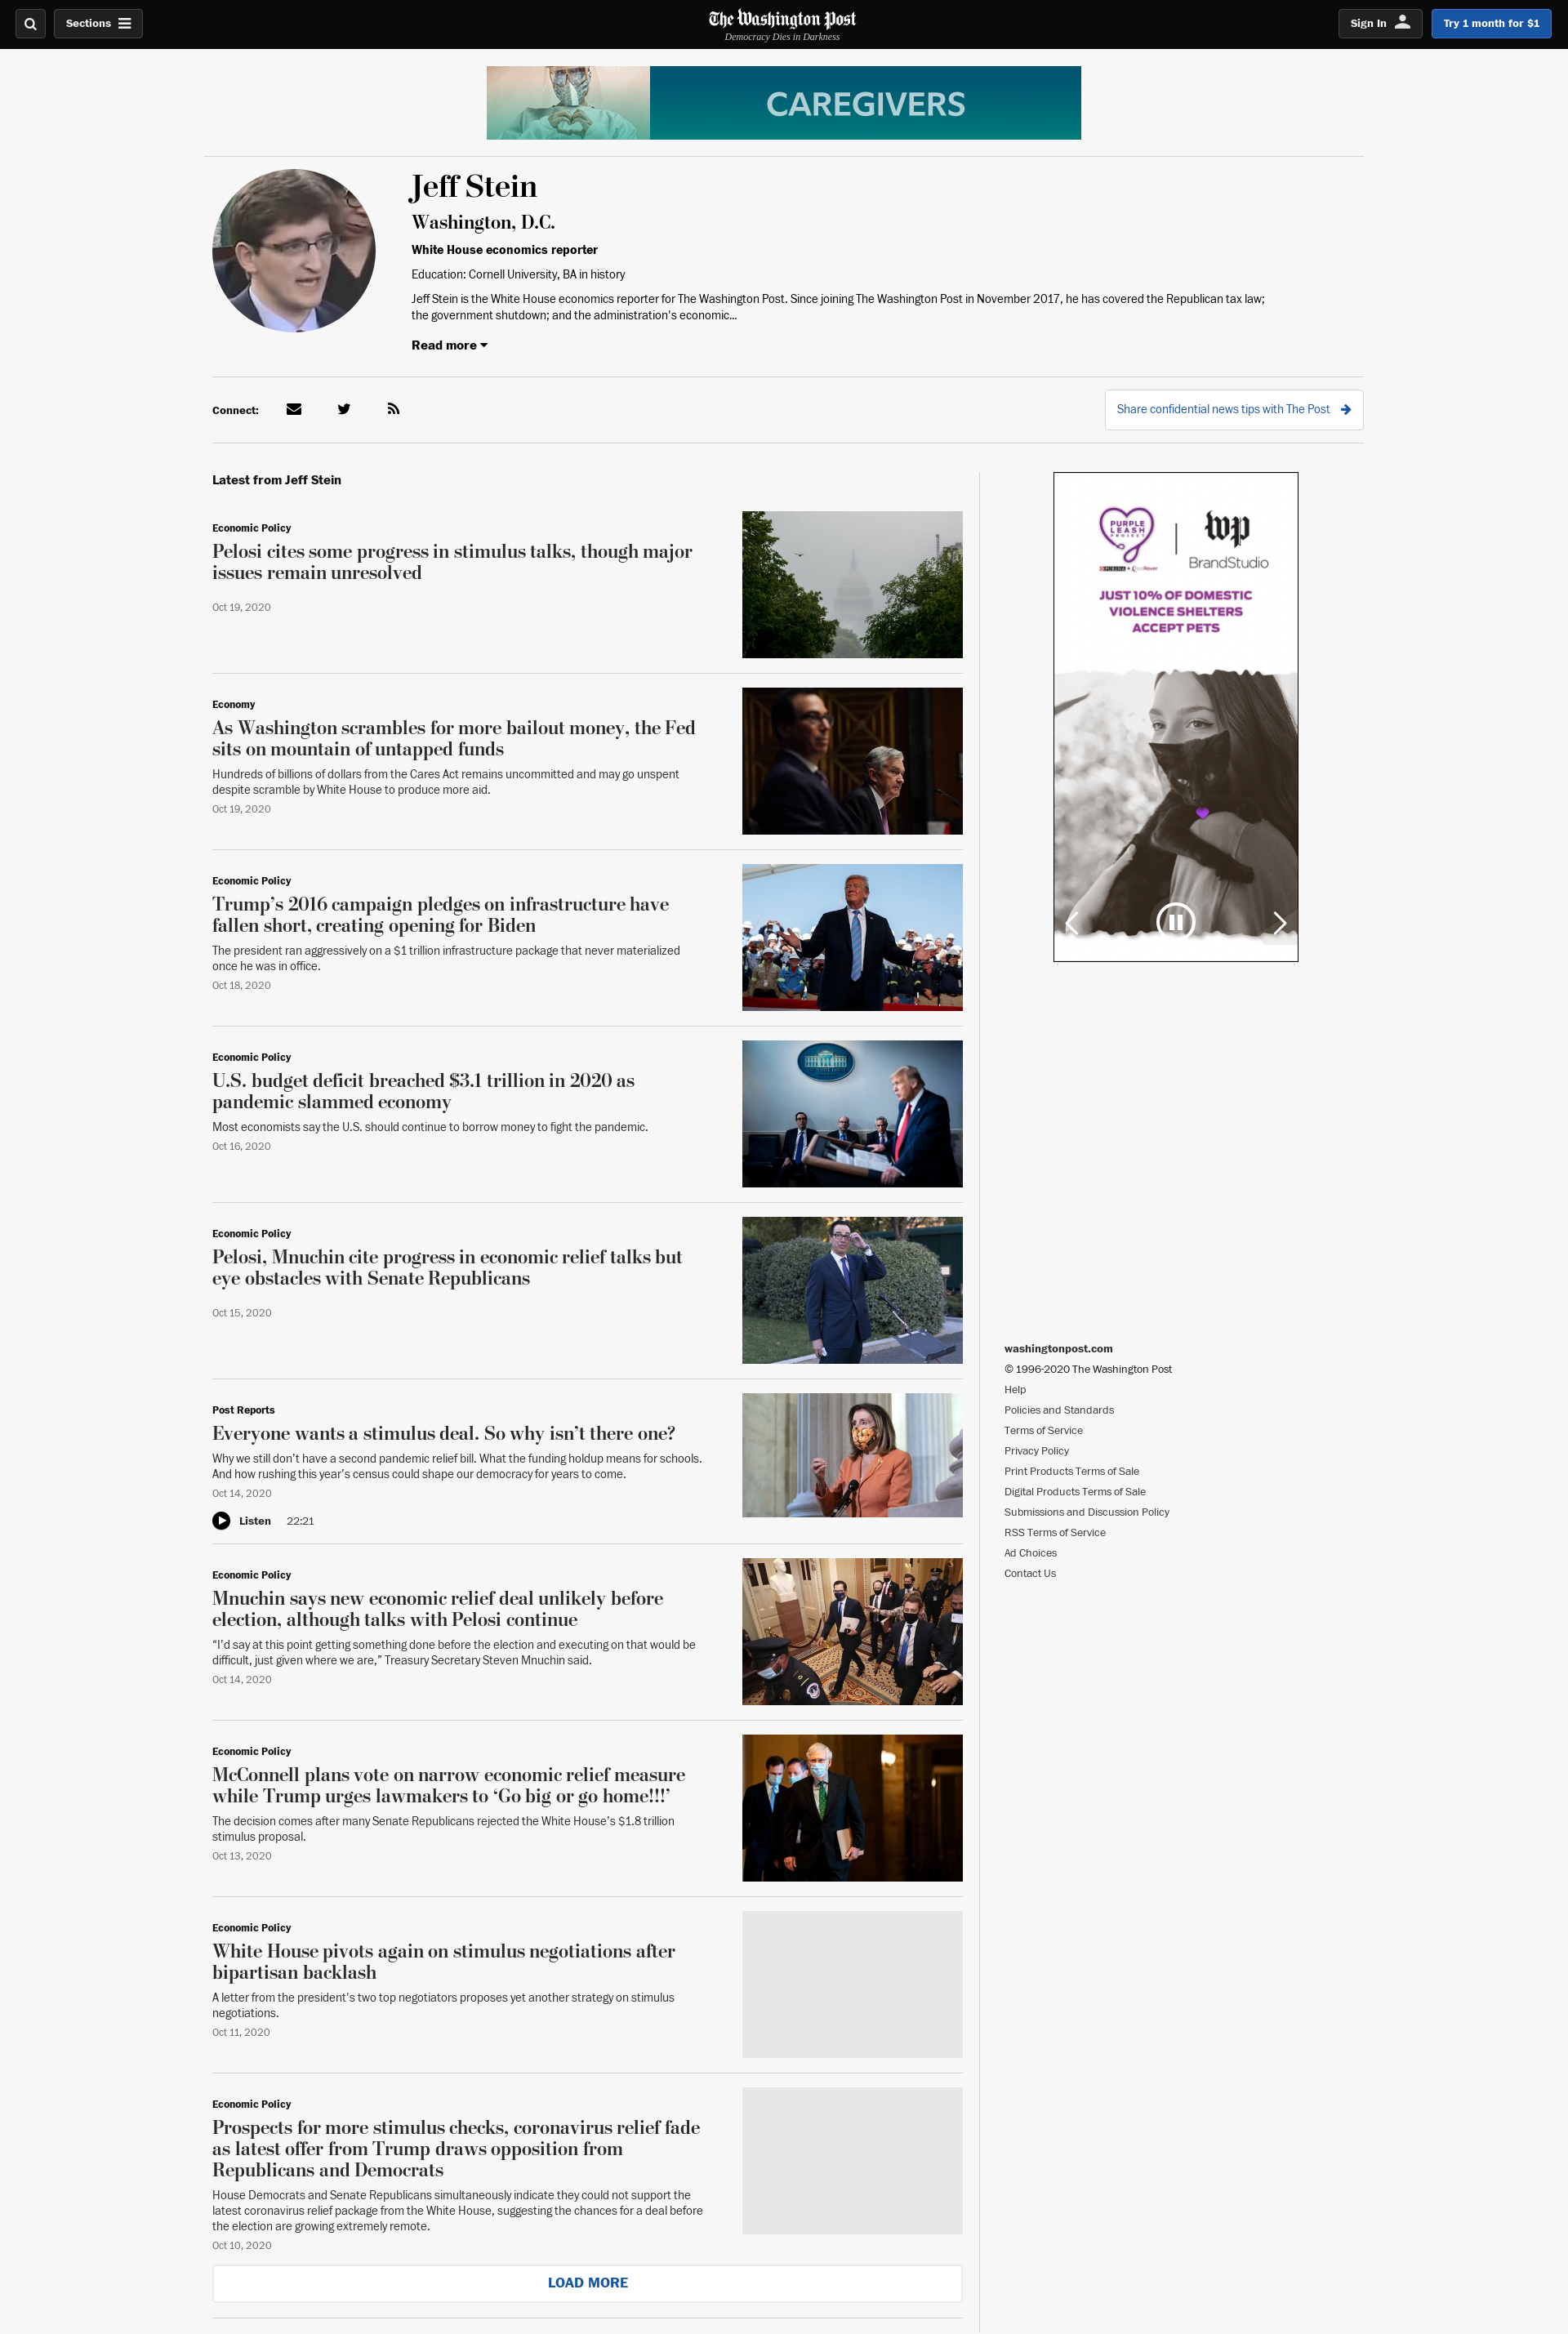 Sections
The Washington Post
Democracy Dies in Darkness
Sign In
Try 1 month for $1
CAREGIVERS
Jeff Stein
Washington, D.C.
White House economics reporter
Education: Cornell University, BA in history
Jeff Stein is the White House economics reporter for The Washington Post. Since joining The Washington Post in November 2017, he has covered the Republican tax law;
the government shutdown; and the administration's economic...
Read more
Connect:
Share confidential news tips with The Post
Latest from Jeff Stein
Economic Policy
Pelosi cites some progress in stimulus talks, though major
issues remain unresolved
Oct 19, 2020
Economy
As Washington scrambles for more bailout money, the Fed
sits on mountain of untapped funds
Hundreds of billions of dollars from the Cares Act remains uncommitted and may go unspent
despite scramble by White House to produce more aid.
Oct 19, 2020
Economic Policy
Trump’s 2016 campaign pledges on infrastructure have
fallen short, creating opening for Biden
The president ran aggressively on a $1 trillion infrastructure package that never materialized
once he was in office.
Oct 18, 2020
Economic Policy
U.S. budget deficit breached $3.1 trillion in 2020 as
pandemic slammed economy
Most economists say the U.S. should continue to borrow money to fight the pandemic.
Oct 16, 2020
Economic Policy
Pelosi, Mnuchin cite progress in economic relief talks but
eye obstacles with Senate Republicans
Oct 15, 2020
Post Reports
Everyone wants a stimulus deal. So why isn’t there one?
Why we still don’t have a second pandemic relief bill. What the funding holdup means for schools.
And how rushing this year’s census could shape our democracy for years to come.
Oct 14, 2020
Listen 22:21
Economic Policy
Mnuchin says new economic relief deal unlikely before
election, although talks with Pelosi continue
“I’d say at this point getting something done before the election and executing on that would be
difficult, just given where we are,” Treasury Secretary Steven Mnuchin said.
Oct 14, 2020
Economic Policy
McConnell plans vote on narrow economic relief measure
while Trump urges lawmakers to ‘Go big or go home!!!’
The decision comes after many Senate Republicans rejected the White House’s $1.8 trillion
stimulus proposal.
Oct 13, 2020
Economic Policy
White House pivots again on stimulus negotiations after
bipartisan backlash
A letter from the president's two top negotiators proposes yet another strategy on stimulus
negotiations.
Oct 11, 2020
Economic Policy
Prospects for more stimulus checks, coronavirus relief fade
as latest offer from Trump draws opposition from
Republicans and Democrats
House Democrats and Senate Republicans simultaneously indicate they could not support the
latest coronavirus relief package from the White House, suggesting the chances for a deal before
the election are growing extremely remote.
Oct 10, 2020
LOAD MORE
PURPLE
LEASH
PROJECT
wp
BrandStudio
PURINA
JUST 10% OF DOMESTIC
VIOLENCE SHELTERS
ACCEPT PETS
washingtonpost.com
© 1996-2020 The Washington Post
Help
Policies and Standards
Terms of Service
Privacy Policy
Print Products Terms of Sale
Digital Products Terms of Sale
Submissions and Discussion Policy
RSS Terms of Service
Ad Choices
Contact Us